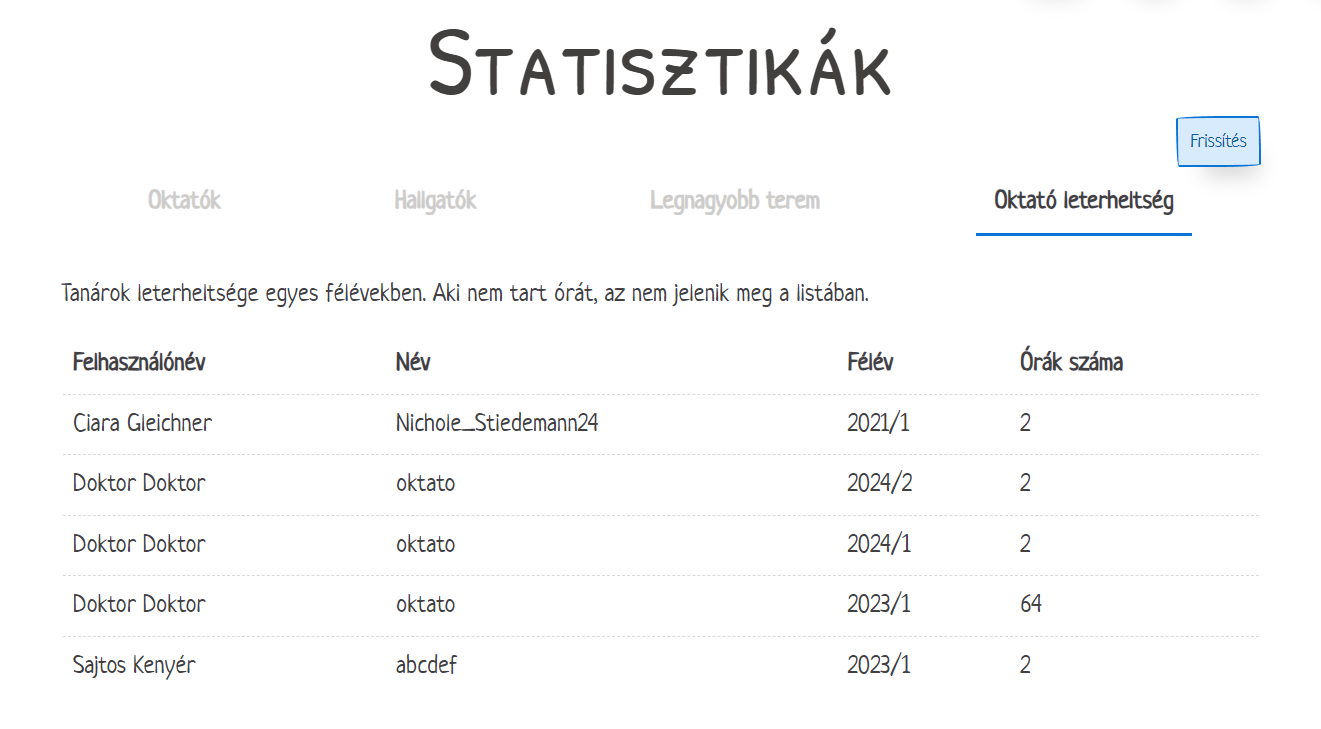 Statisztikák
Frissítés
Oktatók Hallgatók Legnagyobb terem Oktató leterheltség
Tanárok leterheltsége egyes félévekben. Aki nem tart órát, az nem jelenik meg a listában.
Felhasználónév Név Félév Órák száma
Ciara Gleichner Nichole_Stiedemann24 2021/1 2
Doktor Doktor oktato 2024/2 2
Doktor Doktor oktato 2024/1 2
Doktor Doktor oktato 2023/1 64
Sajtos Kenyér abcdef 2023/1 2